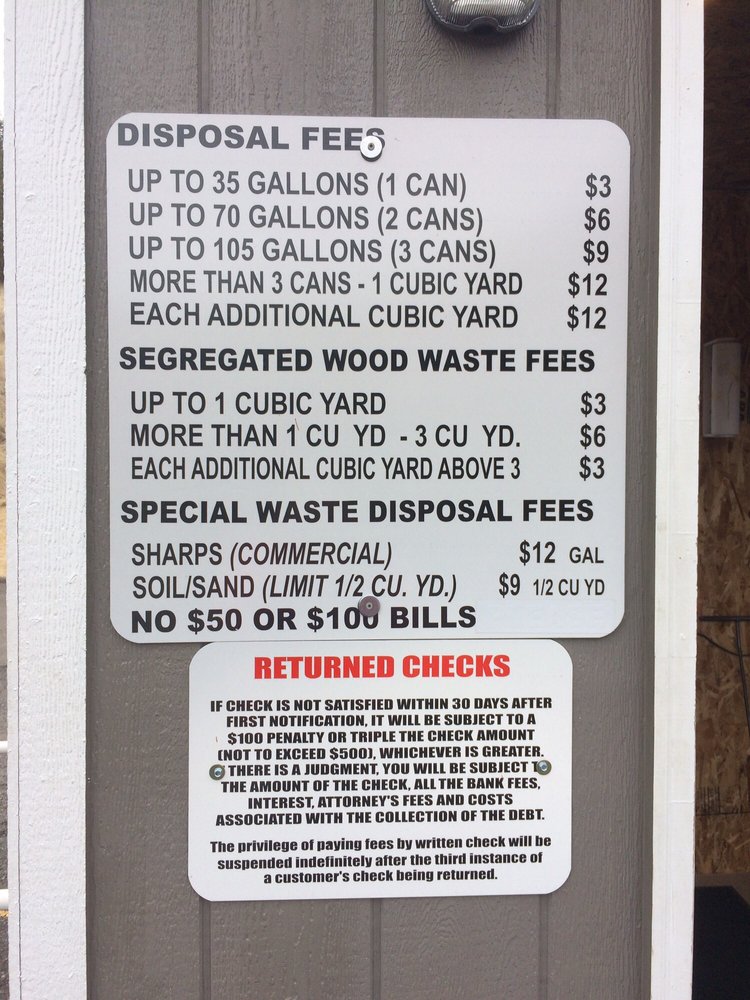 DISPOSAL FEES
UP TO 35 GALLONS (1 CAN) $3
UP TO 70 GALLONS (2 CANS) $6
UP TO 105 GALLONS (3 CANS) $9
MORE THAN 3 CANS - 1 CUBIC YARD $12
EACH ADDITIONAL CUBIC YARD $12
SEGREGATED WOOD WASTE FEES
UP TO 1 CUBIC YARD $3
MORE THAN 1 CU YD - 3 CU YD. $6
EACH ADDITIONAL CUBIC YARD ABOVE 3 $3
SPECIAL WASTE DISPOSAL FEES
SHARPS (COMMERCIAL) $12 GAL
SOIL/SAND (LIMIT 1/2 CU. YD.) $9 1/2 CU YD
NO $50 OR $100 BILLS
RETURNED CHECKS
IF CHECK IS NOT SATISFIED WITHIN 30 DAYS AFTER
FIRST NOTIFICATION, IT WILL BE SUBJECT TO A
$100 PENALTY OR TRIPLE THE CHECK AMOUNT
(NOT TO EXCEED $500), WHICHEVER IS GREATER.
THERE IS A JUDGMENT, YOU WILL BE SUBJECT TO
THE AMOUNT OF THE CHECK, ALL THE BANK FEES,
INTEREST, ATTORNEY'S FEES AND COSTS
ASSOCIATED WITH THE COLLECTION OF THE DEBT.
The privilege of paying fees by written check will be
suspended indefinitely after the third instance of
a customer's check being returned.